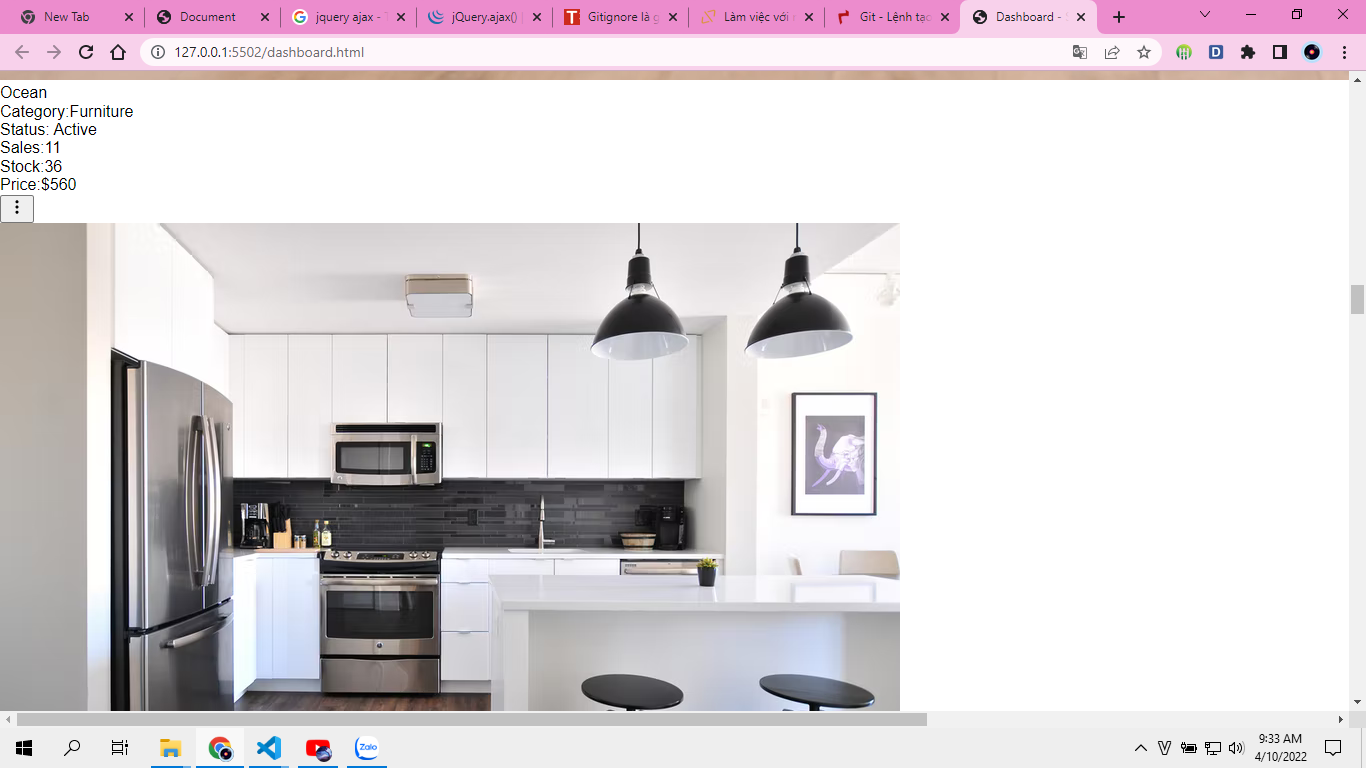 New Tab
Document
jquery ajax - T
jQuery.ajax() |
Gitignore là g
Làm việc với
Git - Lệnh tạo
Dashboard -
127.0.0.1:5502/dashboard.html
Ocean
Category:Furniture
Status: Active
Sales:11
Stock:36
Price:$560
Zalo
9:33 AM
4/10/2022